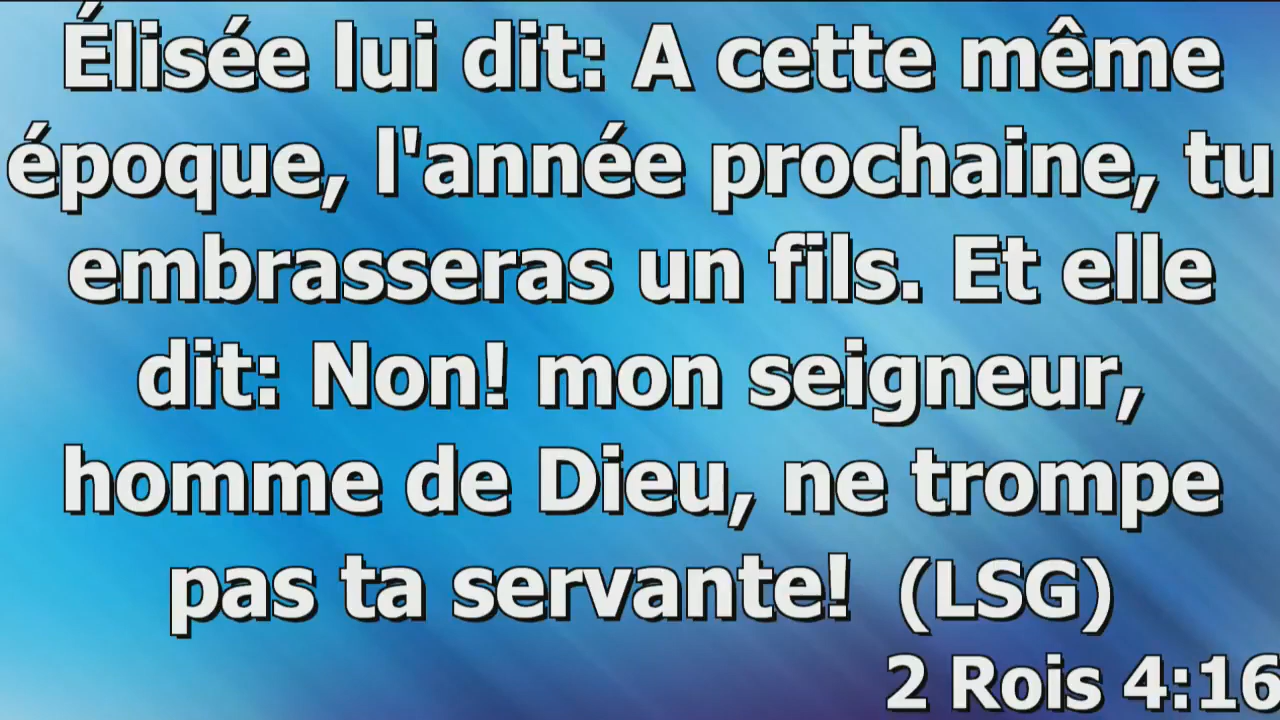 Élisée lui dit: A cette même
époque, l'année prochaine, tu
embrasseras un fils. Et elle
dit: Non! mon seigneur,
homme de Dieu, ne trompe
pas ta servante! (LSG)
2 Rois 4:16